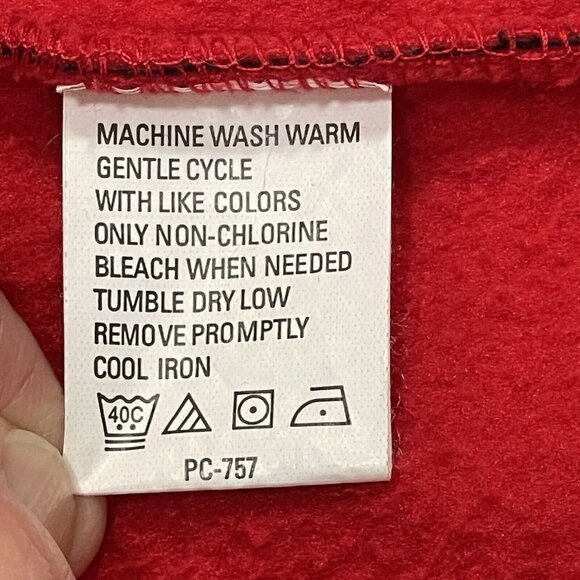 MACHINE WASH WARM
GENTLE CYCLE
WITH LIKE COLORS
ONLY NON-CHLORINE
BLEACH WHEN NEEDED
TUMBLE DRY LOW
REMOVE PROMPTLY
COOL IRON
40C
PC-757